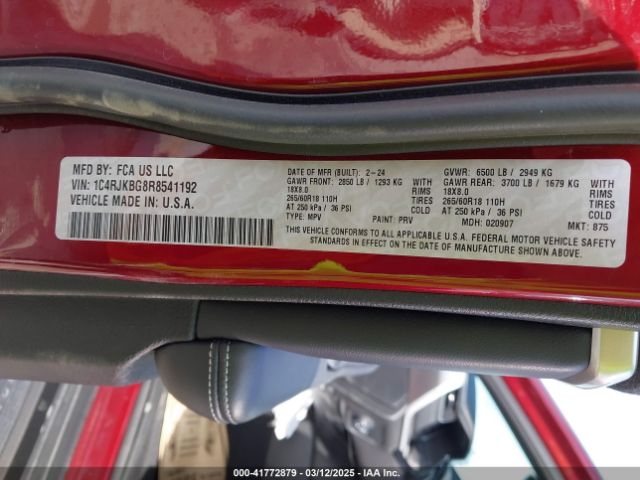 MFD BY: FCA US LLC
VIN: 1C4RJKBG8R8541192
VEHICLE MADE IN: U.S.A.
DATE OF MFR (BUILT): 2-24
GAWR FRONT: 2850 LB / 1293 KG WITH
18X8.0 RIMS
265/60R18 110H TIRES
AT 250 kPa / 36 PSI COLD
TYPE: MPV PAINT: PRV
GVWR: 6500 LB / 2949 KG
GAWR REAR: 3700 LB / 1679 KG WITH
18X8.0 RIMS
265/60R18 110H TIRES
AT 250 kPa / 36 PSI COLD
MDH: 020907 MKT: 875
THIS VEHICLE CONFORMS TO ALL APPLICABLE U.S.A. FEDERAL MOTOR VEHICLE SAFETY
STANDARDS IN EFFECT ON THE DATE OF MANUFACTURE SHOWN ABOVE.
000-41772879 - 03/12/2025 - IAA Inc.